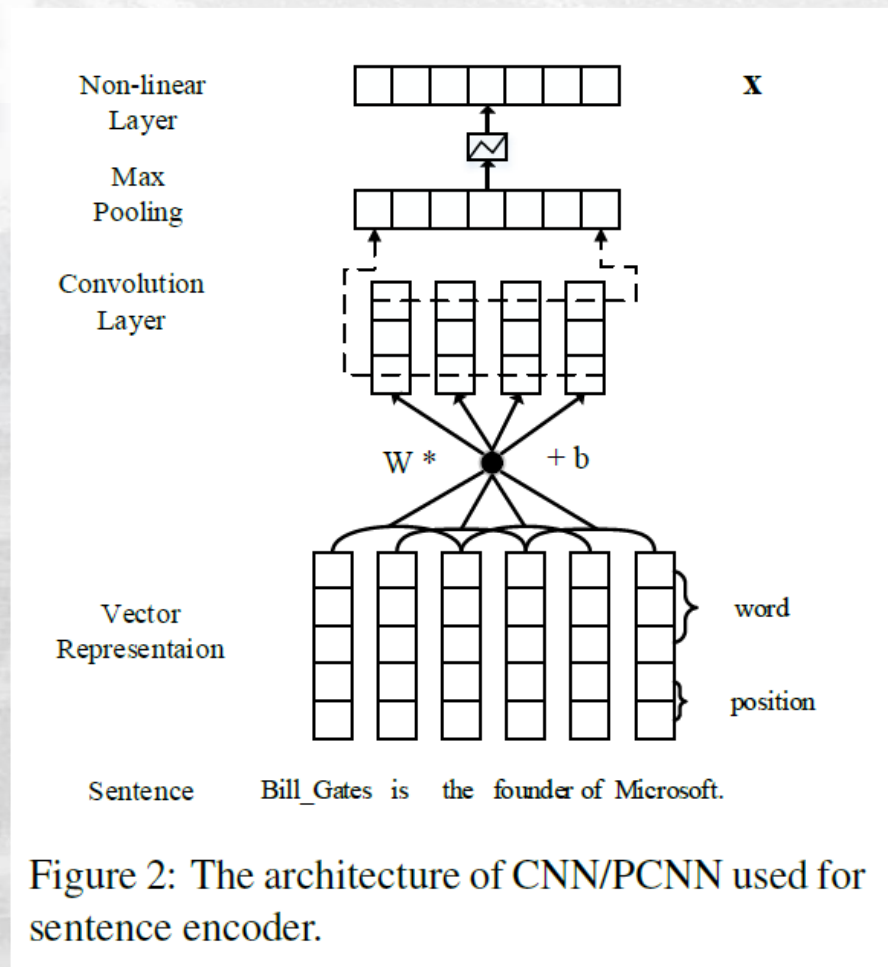 Non-linear
Layer
x
Max
Pooling
Convolution
Layer
W *
+ b
Vector
Representaion
word
position
Sentence
Bill_Gates is the founder of Microsoft.
Figure 2: The architecture of CNN/PCNN used for
sentence encoder.